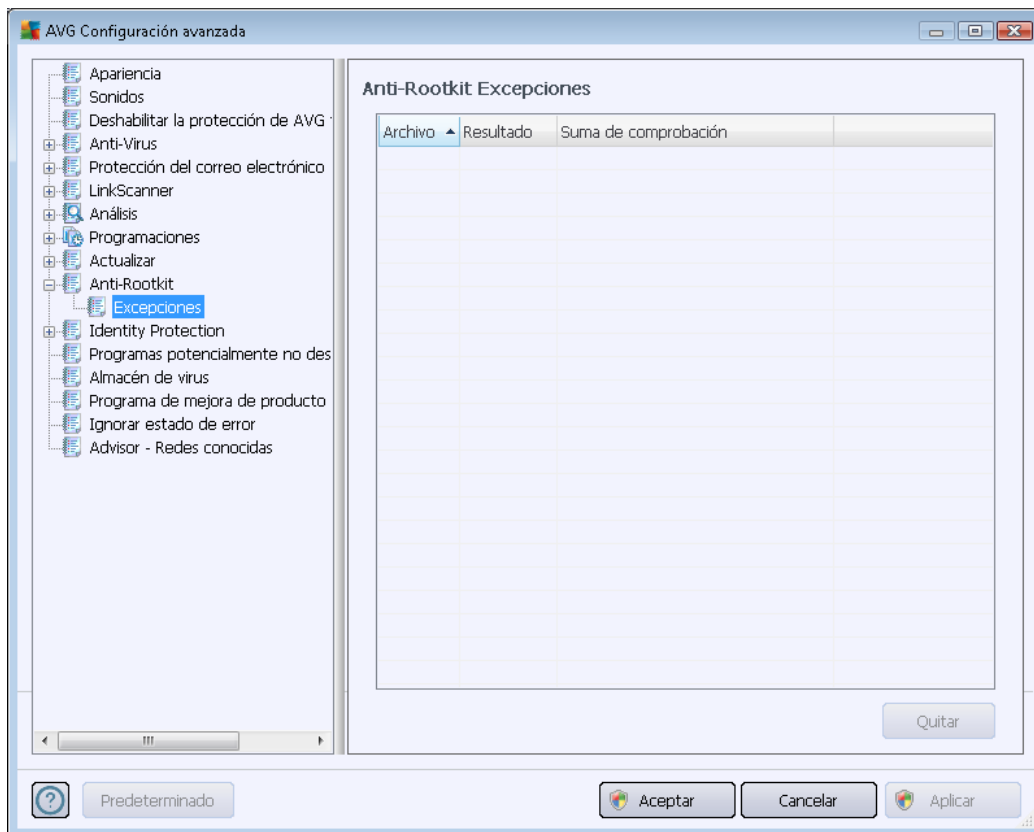 AVG Configuración avanzada
Apariencia
Sonidos
Deshabilitar la protección de AVG
Anti-Virus
Protección del correo electrónico
LinkScanner
Análisis
Programaciones
Actualizar
Anti-Rootkit
Excepciones
Identity Protection
Programas potencialmente no des
Almacén de virus
Programa de mejora de producto
Ignorar estado de error
Advisor - Redes conocidas
Anti-Rootkit Excepciones
Archivo Resultado Suma de comprobación
Quitar
Predeterminado
Aceptar
Cancelar
Aplicar